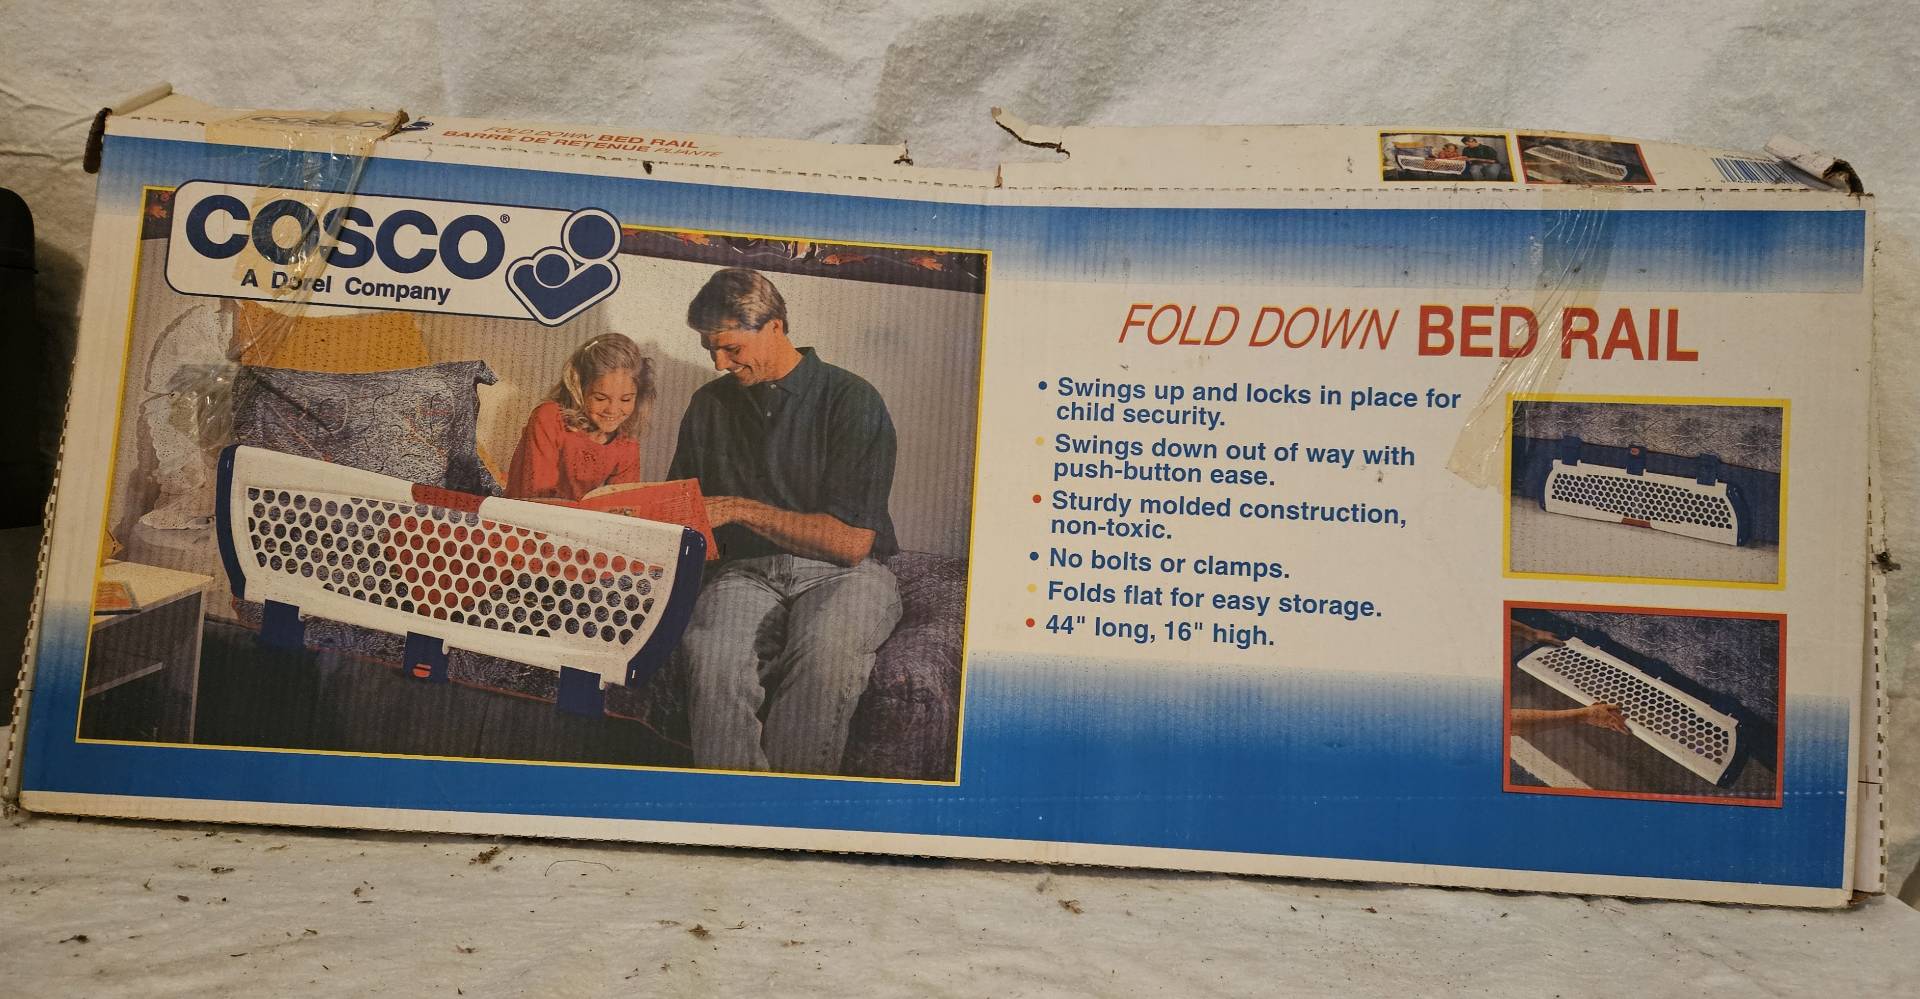 COSCO
FOLD DOWN BED RAIL
BARRE DE RETENUE PLIANTE
COSCO®
A Dorel Company
FOLD DOWN BED RAIL
• Swings up and locks in place for
child security.
• Swings down out of way with
push-button ease.
• Sturdy molded construction,
non-toxic.
• No bolts or clamps.
• Folds flat for easy storage.
• 44" long, 16" high.